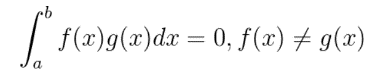 ∫_a^b f(x)g(x)dx = 0, f(x) ≠ g(x)